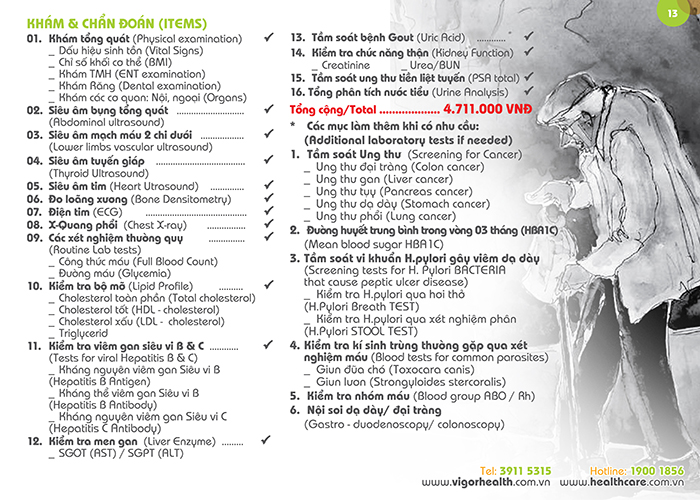 KHÁM & CHẨN ĐOÁN (ITEMS)
13
01. Khám tổng quát (Physical examination) ✓
_ Dấu hiệu sinh tồn (Vital Signs)
_ Chỉ số khối cơ thể (BMI)
_ Khám TMH (ENT examination)
_ Khám Răng (Dental examination)
_ Khám các cơ quan: Nội, ngoại (Organs)
02. Siêu âm bụng tổng quát ............................ ✓
(Abdominal ultrasound)
03. Siêu âm mạch máu 2 chi dưới .................. ✓
(Lower limbs vascular ultrasound)
04. Siêu âm tuyến giáp ..................................... ✓
(Thyroid Ultrasound)
05. Siêu âm tim (Heart Utrasound) .............. ✓
06. Đo loãng xương (Bone Densitometry) ✓
07. Điện tim (ECG) .......................................... ✓
08. X-Quang phổi (Chest X-ray) ................ ✓
09. Các xét nghiệm thường quy ............... ✓
(Routine Lab tests)
_ Công thức máu (Full Blood Count)
_ Đường máu (Glycemia)
10. Kiểm tra bộ mỡ (Lipid Profile) .......... ✓
_ Cholesterol toàn phần (Total cholesterol)
_ Cholesterol tốt (HDL - cholesterol)
_ Cholesterol xấu (LDL - cholesterol)
_ Triglycerid
11. Kiểm tra viêm gan siêu vi B & C ............ ✓
(Tests for viral Hepatitis B & C)
_ Kháng nguyên viêm gan Siêu vi B
(Hepatitis B Antigen)
_ Kháng thể viêm gan Siêu vi B
(Hepatitis B Antibody)
_ Kháng nguyên viêm gan Siêu vi C
(Hepatitis C Antibody)
12. Kiểm tra men gan (Liver Enzyme) ......... ✓
_ SGOT (AST) / SGPT (ALT)
13. Tầm soát bệnh Gout (Uric Acid) ............ ✓
14. Kiểm tra chức năng thận (Kidney Function) ✓
_ Creatinine _ Urea/BUN
15. Tầm soát ung thư tiền liệt tuyến (PSA total) ✓
16. Tổng phân tích nước tiểu (Urine Analysis) ✓
Tổng cộng/Total ................... 4.711.000 VNĐ
* Các mục làm thêm khi có nhu cầu:
(Additional laboratory tests if needed)
1. Tầm soát Ung thư (Screening for Cancer)
_ Ung thư đại tràng (Colon cancer)
_ Ung thư gan (Liver cancer)
_ Ung thư tụy (Pancreas cancer)
_ Ung thư dạ dày (Stomach cancer)
_ Ung thư phổi (Lung cancer)
2. Đường huyết trung bình trong vòng 03 tháng (HBA1C)
(Mean blood sugar HBA1C)
3. Tầm soát vi khuẩn H.pylori gây viêm dạ dày
(Screening tests for H. Pylori BACTERIA
that cause peptic ulcer disease)
_ Kiểm tra H.pylori qua hơi thở
(H.Pylori Breath TEST)
_ Kiểm tra H.pylori qua xét nghiệm phân
(H.Pylori STOOL TEST)
4. Kiểm tra kí sinh trùng thường gặp qua xét
nghiệm máu (Blood tests for common parasites)
_ Giun đũa chó (Toxocara canis)
_ Giun lươn (Strongyloides stercoralis)
5. Kiểm tra nhóm máu (Blood group ABO / Rh)
6. Nội soi dạ dày/ đại tràng
(Gastro - duodenoscopy/ colonoscopy)
Tel: 3911 5315 Hotline: 1900 1856
www.vigorhealth.com.vn www.healthcare.com.vn